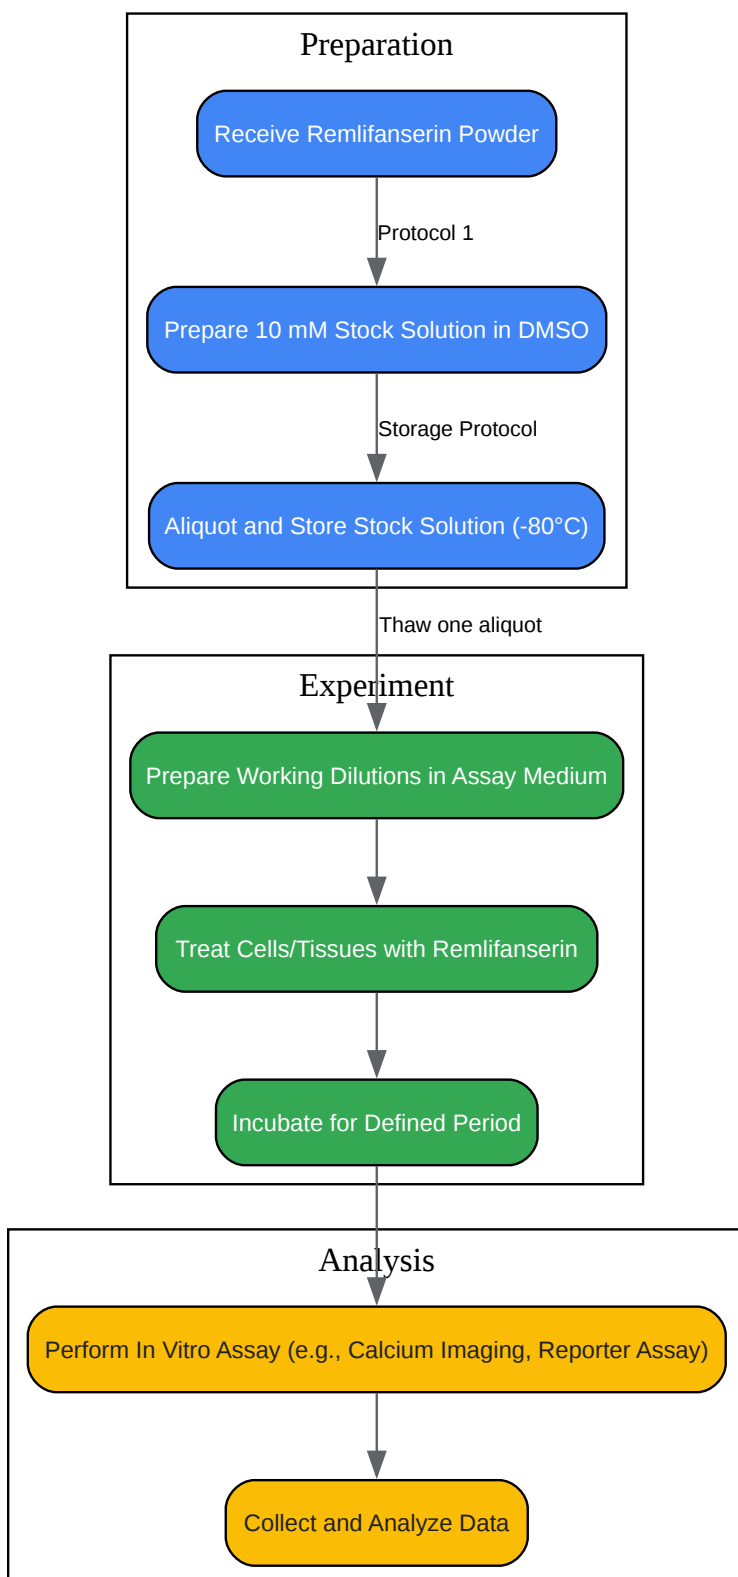 Preparation
Receive Remlifanserin Powder
Protocol 1
Prepare 10 mM Stock Solution in DMSO
Storage Protocol
Aliquot and Store Stock Solution (-80°C)
Thaw one aliquot
Experiment
Prepare Working Dilutions in Assay Medium
Treat Cells/Tissues with Remlifanserin
Incubate for Defined Period
Analysis
Perform In Vitro Assay (e.g., Calcium Imaging, Reporter Assay)
Collect and Analyze Data